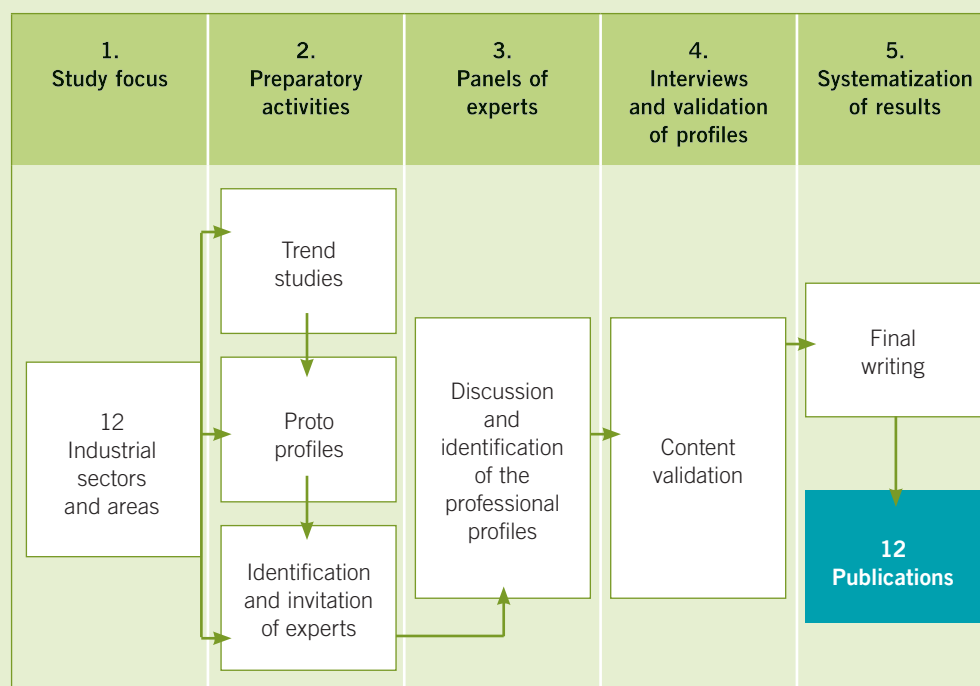 1.
Study focus
2.
Preparatory
activities
3.
Panels of
experts
4.
Interviews
and validation
of profiles
5.
Systematization
of results
12
Industrial
sectors
and areas
Trend
studies
Proto
profiles
Identification
and invitation
of experts
Discussion
and
identification
of the
professional
profiles
Content
validation
Final
writing
12
Publications